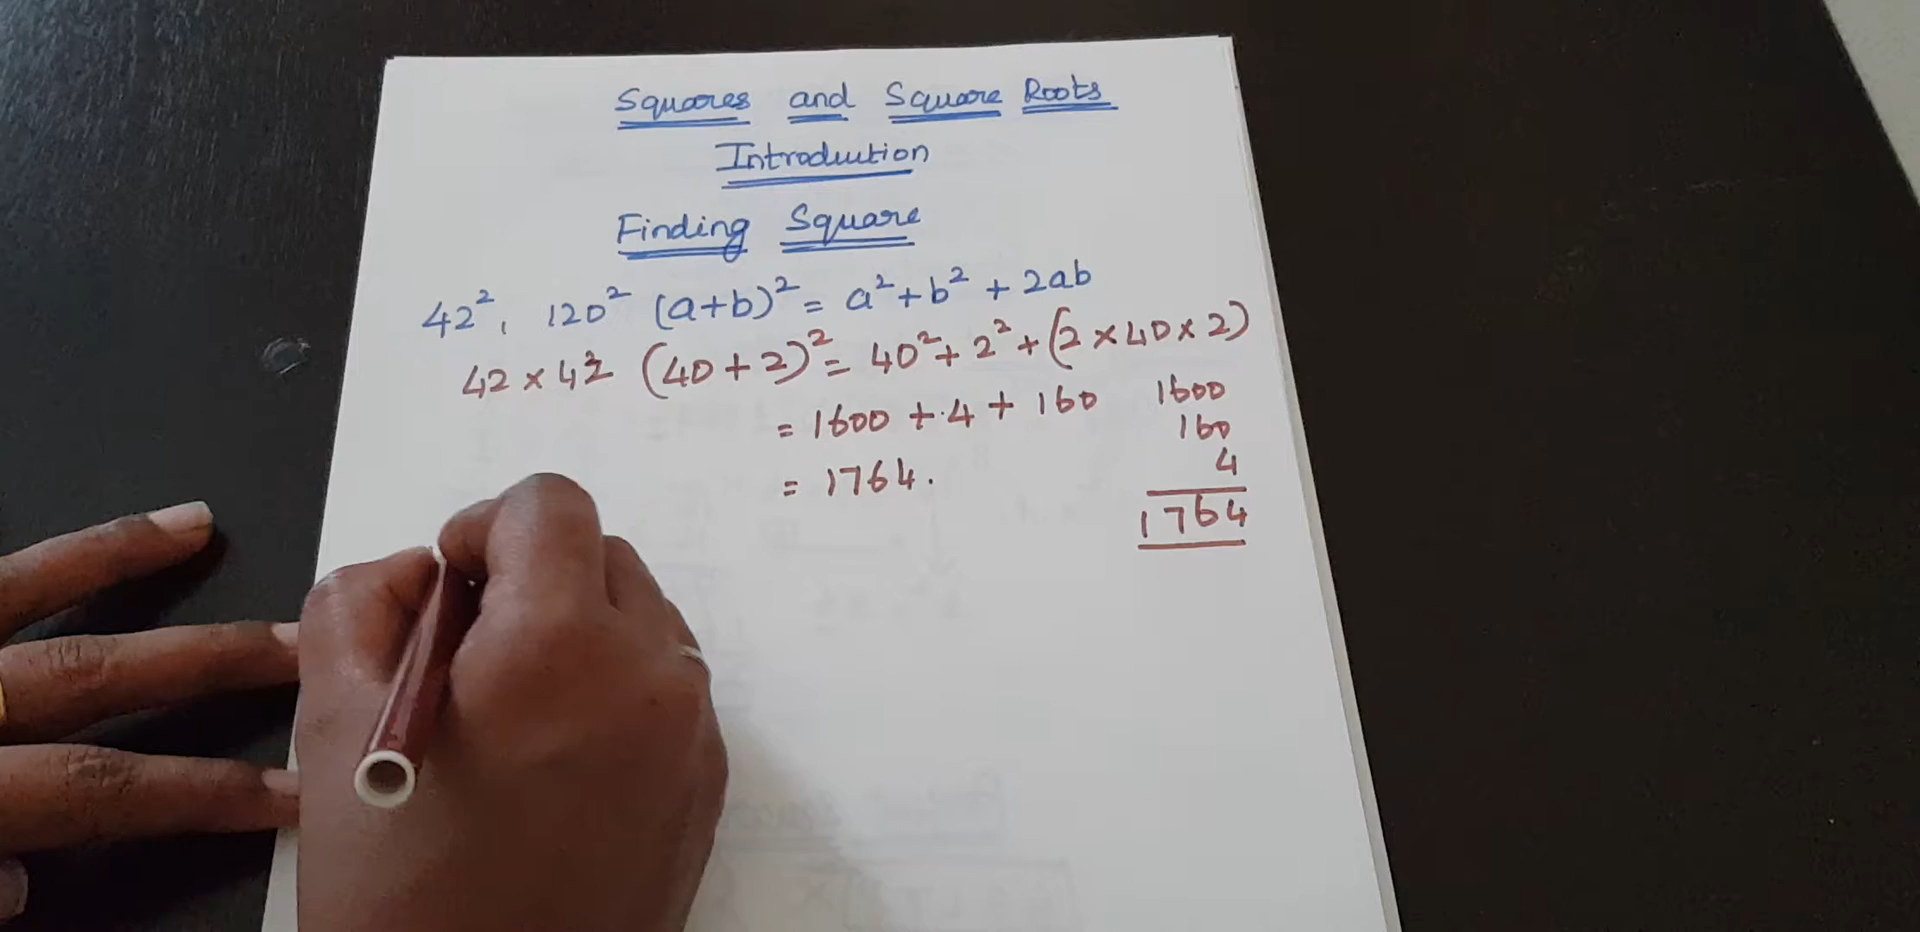 Squares and Square Roots
Introduction
Finding Square
42², 120² (a+b)² = a² + b² + 2ab
42 × 42 (40 + 2)² = 40² + 2² + (2 × 40 × 2)
= 1600 + 4 + 160
= 1764.
1600
160
4
1764